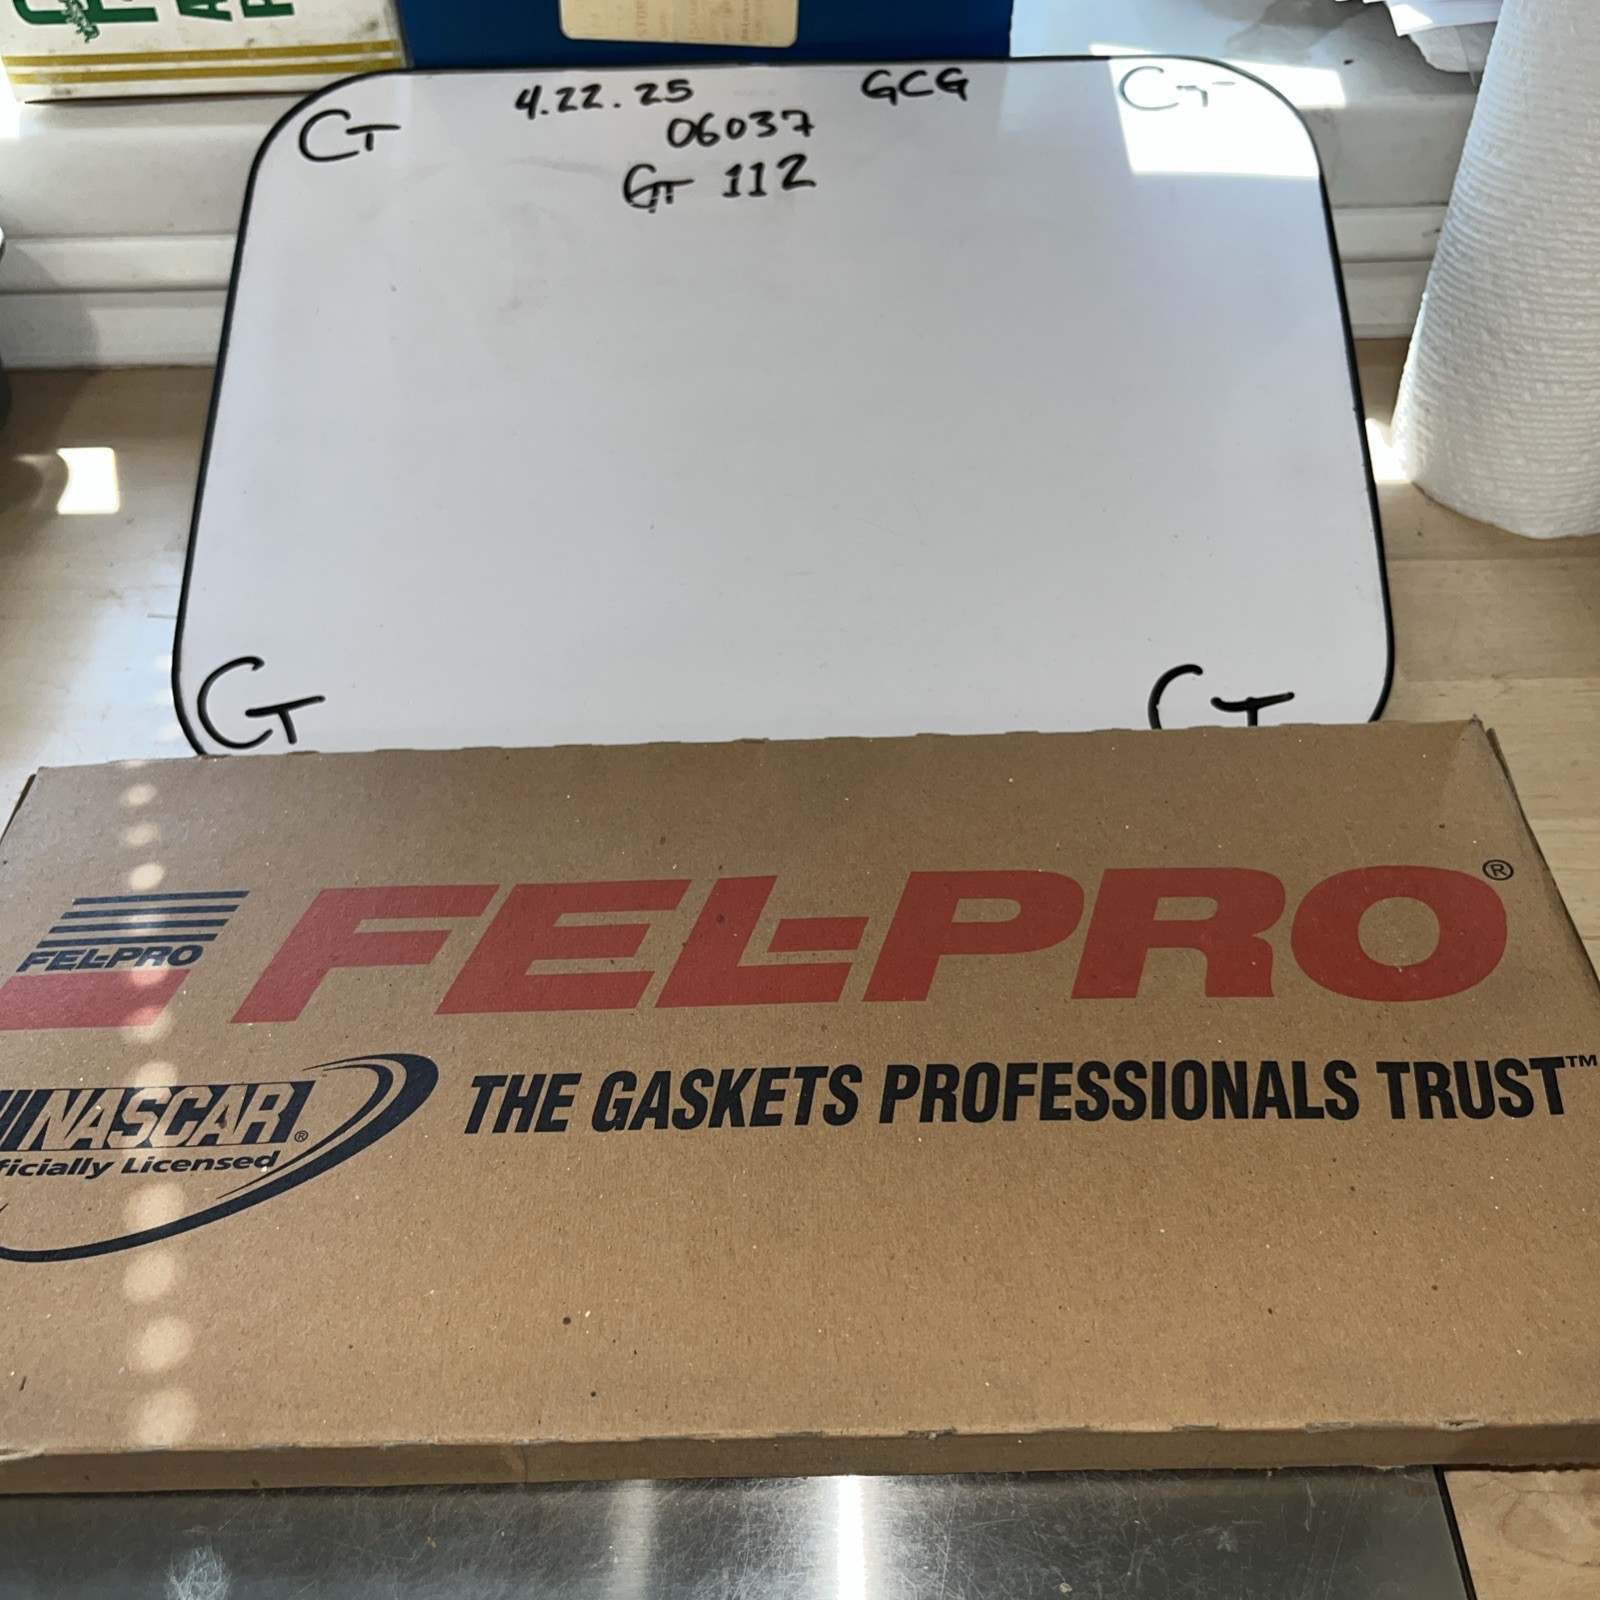 4.22.25 GCG
06037
GT 112
CT
CT
CT
CT
FEL-PRO
FEL-PRO®
NASCAR®
ficially Licensed
THE GASKETS PROFESSIONALS TRUST™